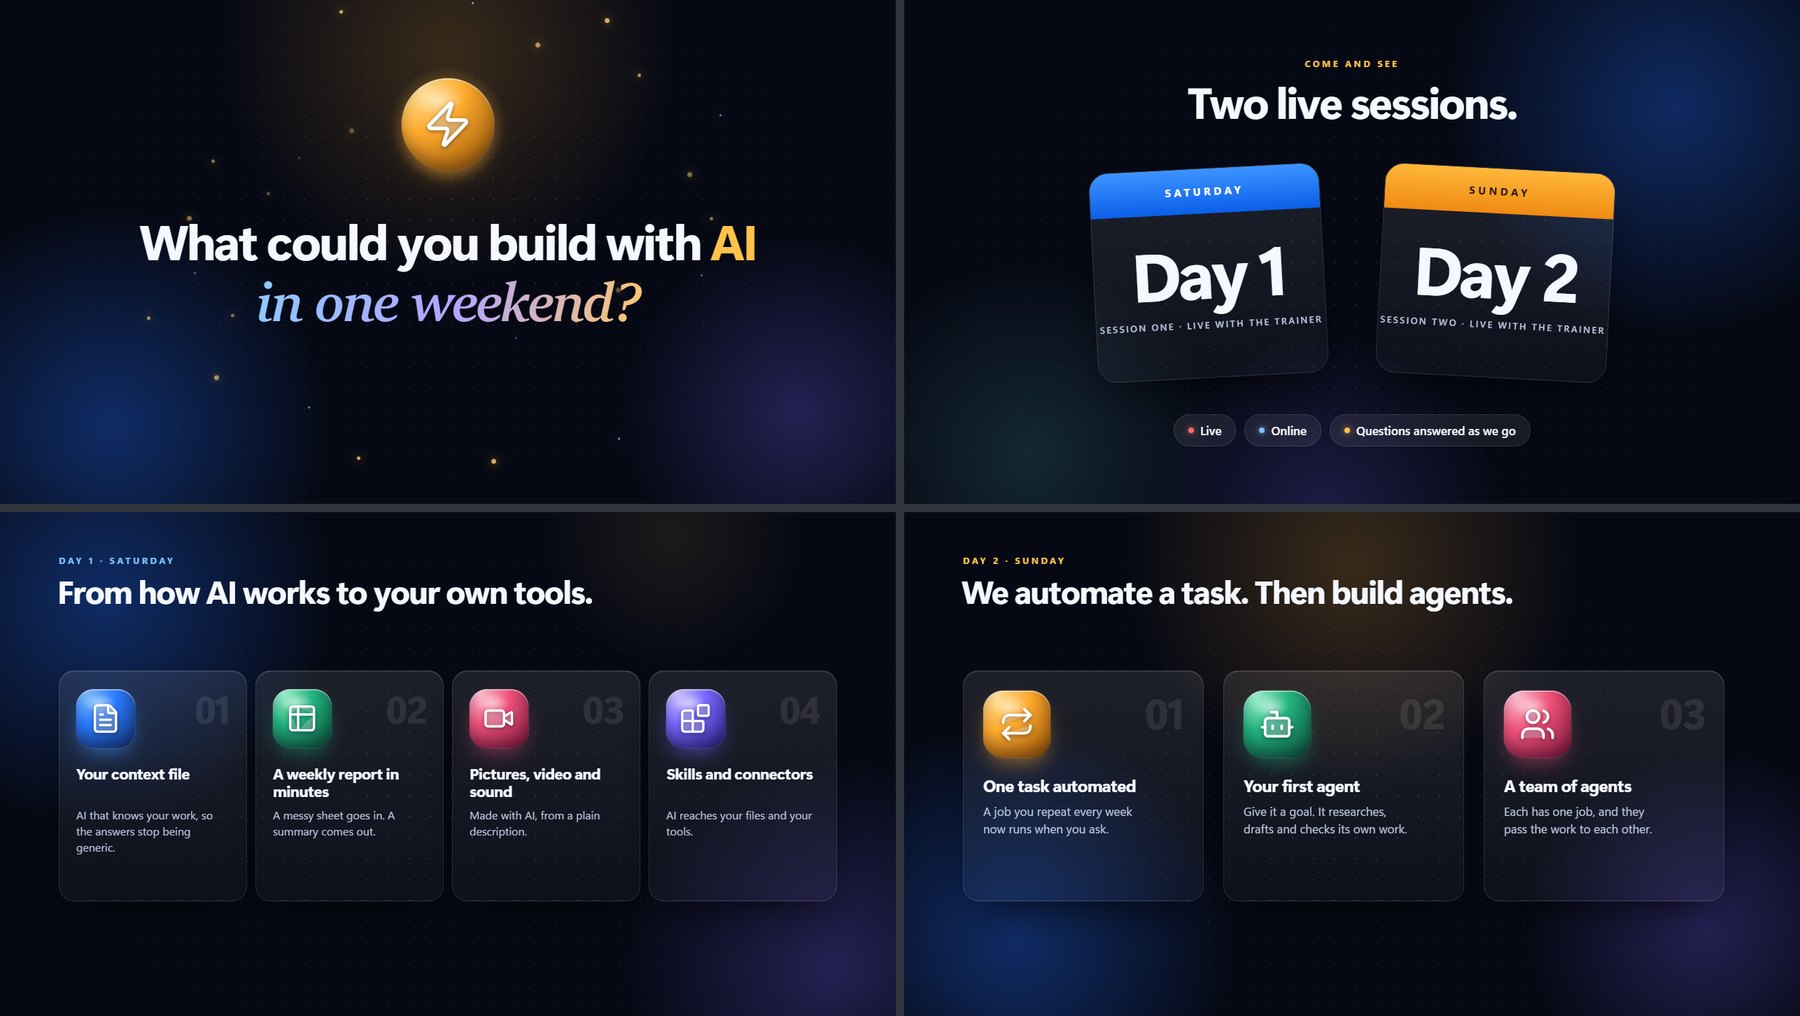 What could you build with AI
in one weekend?
COME AND SEE
Two live sessions.
SATURDAY
Day 1
SESSION ONE · LIVE WITH THE TRAINER
SUNDAY
Day 2
SESSION TWO · LIVE WITH THE TRAINER
Live
Online
Questions answered as we go
DAY 1 · SATURDAY
From how AI works to your own tools.
01
Your context file
AI that knows your work, so
the answers stop being
generic.
02
A weekly report in
minutes
A messy sheet goes in. A
summary comes out.
03
Pictures, video and
sound
Made with AI, from a plain
description.
04
Skills and connectors
AI reaches your files and your
tools.
DAY 2 · SUNDAY
We automate a task. Then build agents.
01
One task automated
A job you repeat every week
now runs when you ask.
02
Your first agent
Give it a goal. It researches,
drafts and checks its own work.
03
A team of agents
Each has one job, and they
pass the work to each other.